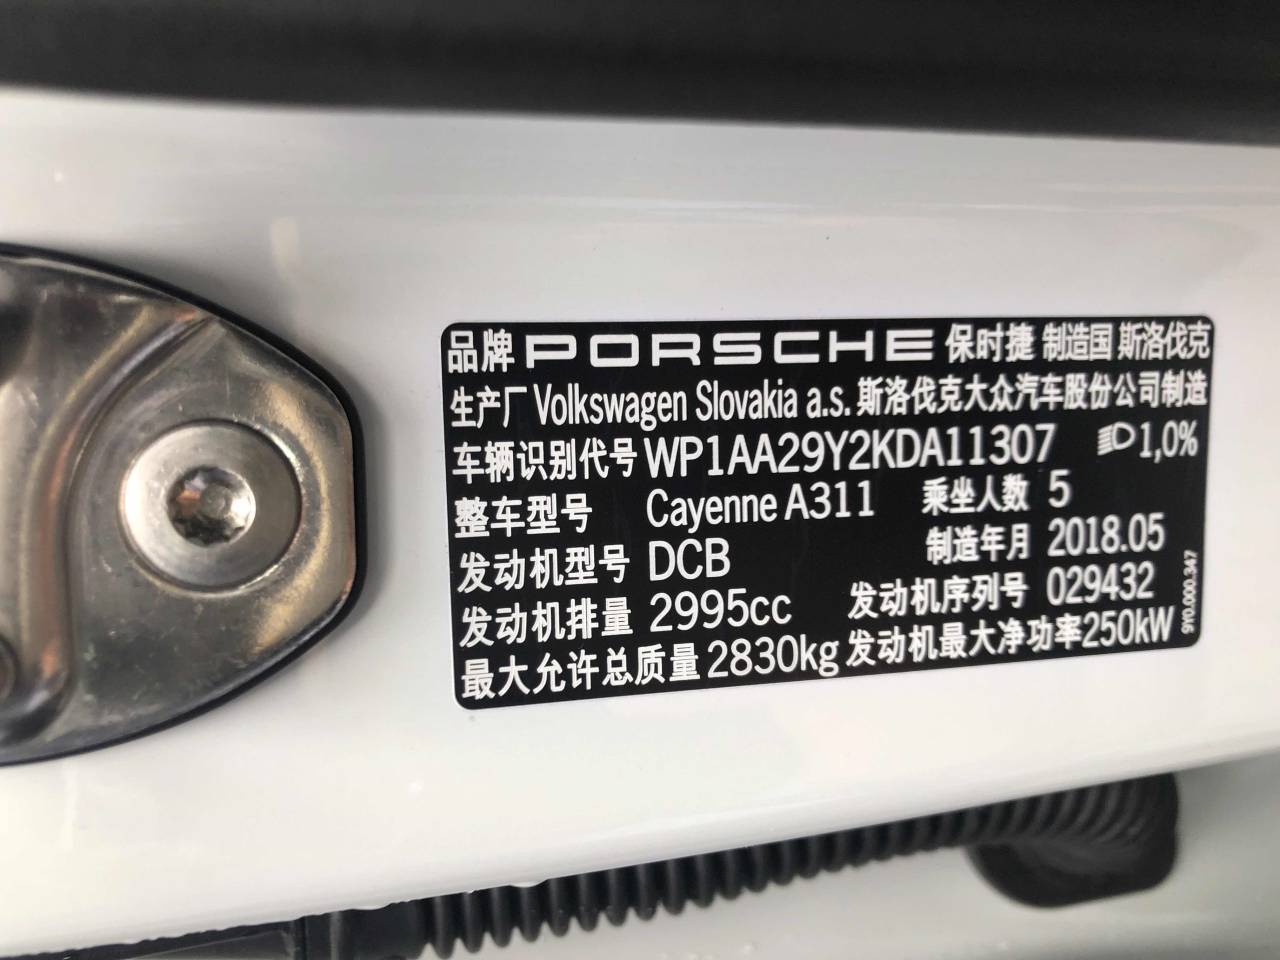 品牌 PORSCHE 保时捷 制造国 斯洛伐克
生产厂 Volkswagen Slovakia a.s. 斯洛伐克大众汽车股份公司制造
车辆识别代号 WP1AA29Y2KDA11307 1,0%
整车型号 Cayenne A311 乘坐人数 5
发动机型号 DCB 制造年月 2018.05
发动机排量 2995cc 发动机序列号 029432
最大允许总质量 2830kg 发动机最大净功率250kW
9Y0.000.347